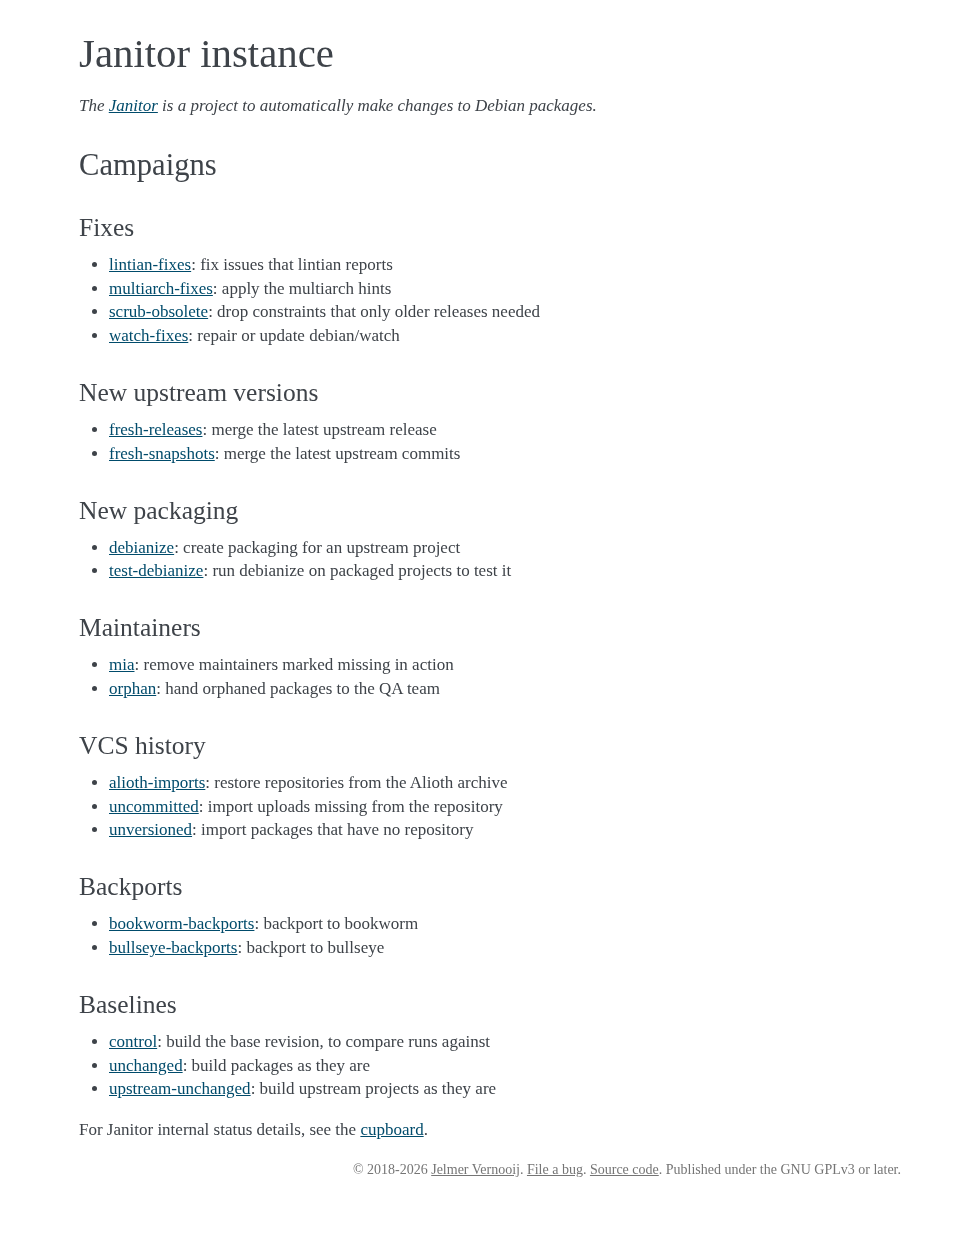 Janitor instance
The Janitor is a project to automatically make changes to Debian packages.
Campaigns
Fixes
lintian-fixes: fix issues that lintian reports
multiarch-fixes: apply the multiarch hints
scrub-obsolete: drop constraints that only older releases needed
watch-fixes: repair or update debian/watch
New upstream versions
fresh-releases: merge the latest upstream release
fresh-snapshots: merge the latest upstream commits
New packaging
debianize: create packaging for an upstream project
test-debianize: run debianize on packaged projects to test it
Maintainers
mia: remove maintainers marked missing in action
orphan: hand orphaned packages to the QA team
VCS history
alioth-imports: restore repositories from the Alioth archive
uncommitted: import uploads missing from the repository
unversioned: import packages that have no repository
Backports
bookworm-backports: backport to bookworm
bullseye-backports: backport to bullseye
Baselines
control: build the base revision, to compare runs against
unchanged: build packages as they are
upstream-unchanged: build upstream projects as they are
For Janitor internal status details, see the cupboard.
© 2018-2026 Jelmer Vernooij. File a bug. Source code. Published under the GNU GPLv3 or later.